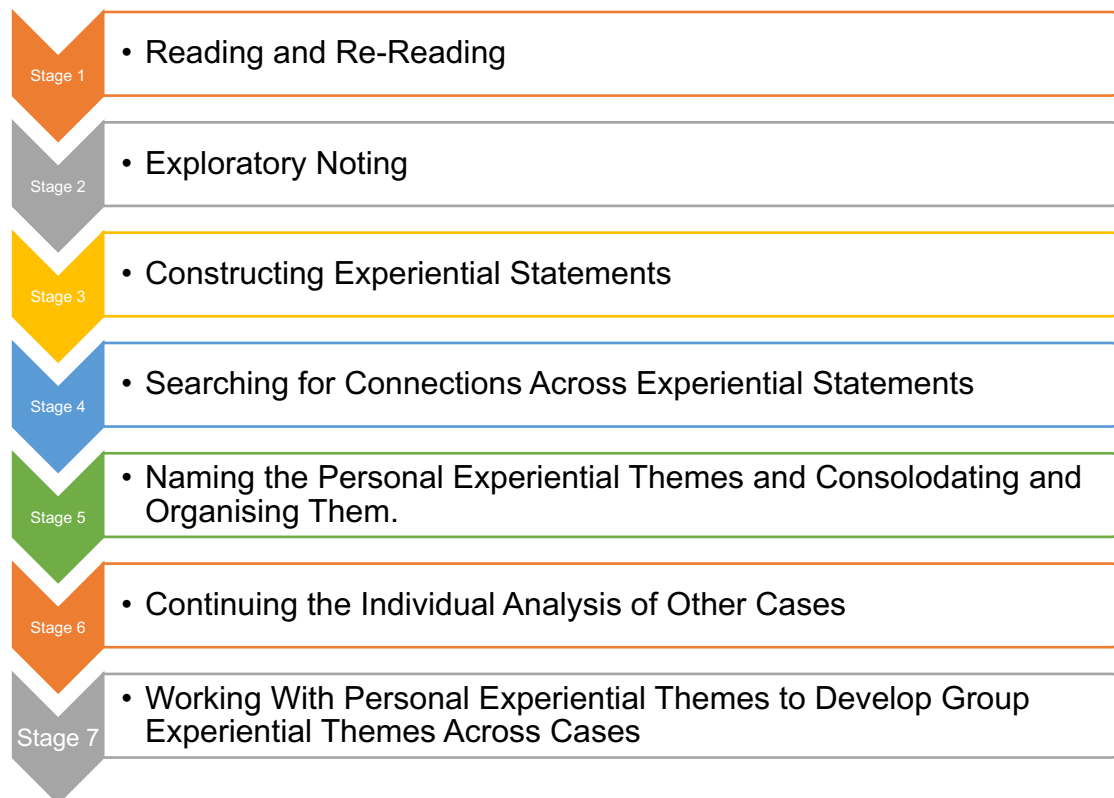 Stage 1
• Reading and Re-Reading
Stage 2
• Exploratory Noting
Stage 3
• Constructing Experiential Statements
Stage 4
• Searching for Connections Across Experiential Statements
Stage 5
• Naming the Personal Experiential Themes and Consolodating and
Organising Them.
Stage 6
• Continuing the Individual Analysis of Other Cases
Stage 7
• Working With Personal Experiential Themes to Develop Group
Experiential Themes Across Cases